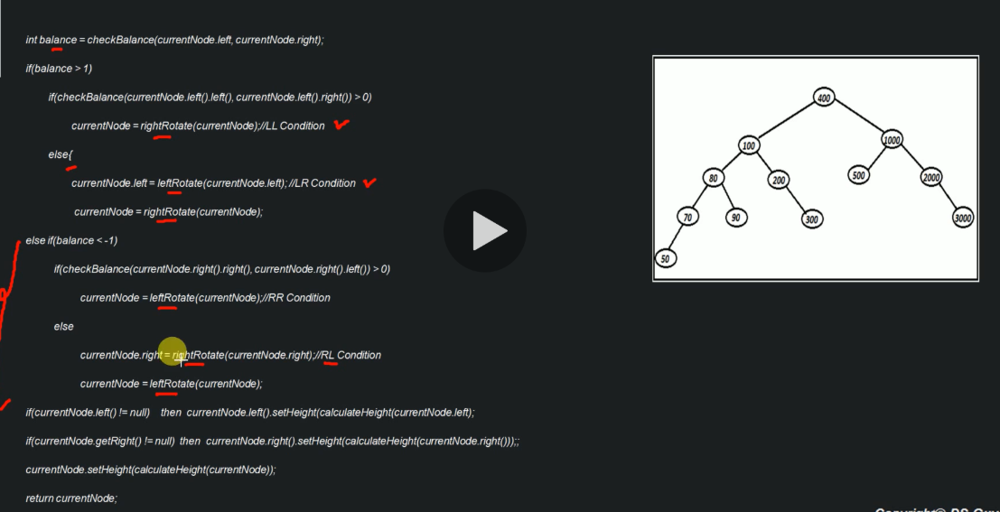 int balance = checkBalance(currentNode.left, currentNode.right);
if(balance > 1)
if(checkBalance(currentNode.left().left(), currentNode.left().right()) > 0)
currentNode = rightRotate(currentNode);//LL Condition
else{
currentNode.left = leftRotate(currentNode.left); //LR Condition
currentNode = rightRotate(currentNode);
else if(balance < -1)
if(checkBalance(currentNode.right().right(), currentNode.right().left()) > 0)
currentNode = leftRotate(currentNode);//RR Condition
else
currentNode.right = rightRotate(currentNode.right);//RL Condition
currentNode = leftRotate(currentNode);
if(currentNode.left() != null) then currentNode.left().setHeight(calculateHeight(currentNode.left);
if(currentNode.getRight() != null) then currentNode.right().setHeight(calculateHeight(currentNode.right()));;
currentNode.setHeight(calculateHeight(currentNode));
return currentNode;
400
100 1000
80 200 500 2000
70 90 300 3000
50